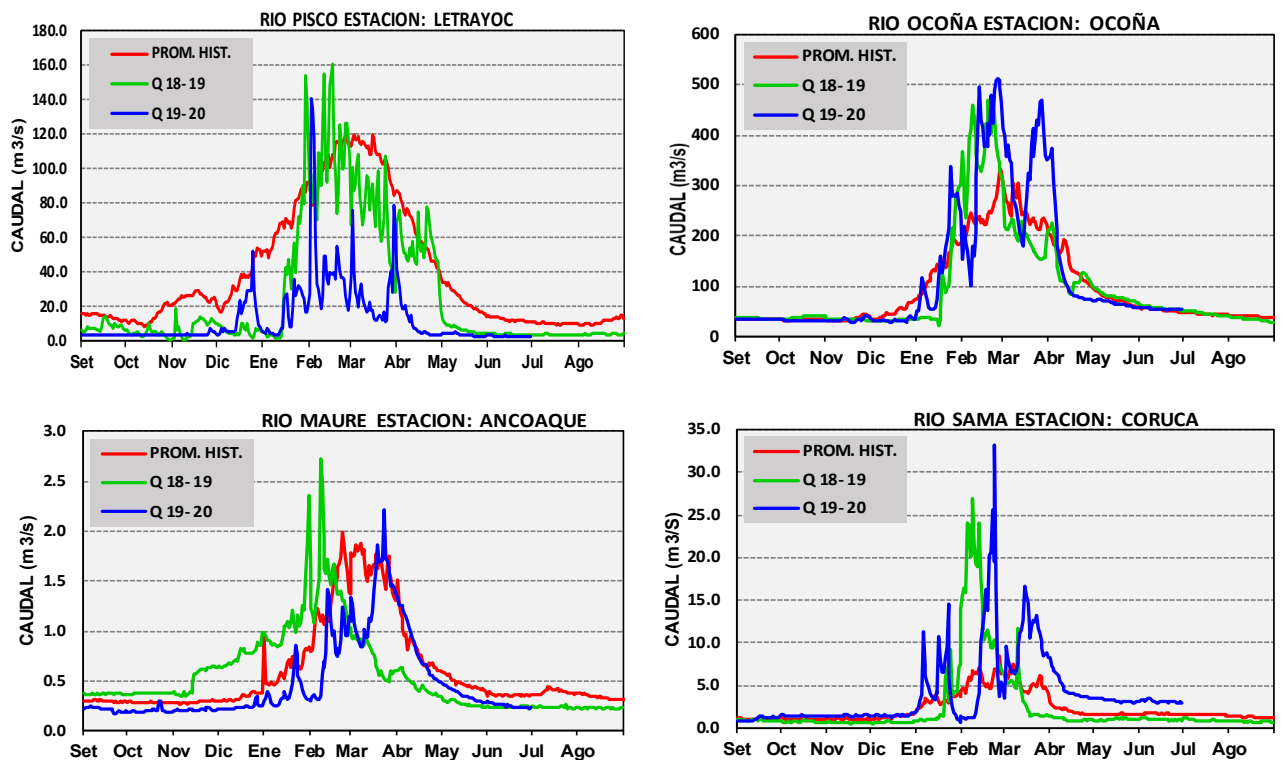 RIO PISCO ESTACION: LETRAYOC
CAUDAL (m3/s)
180.0
160.0
140.0
120.0
100.0
80.0
60.0
40.0
20.0
0.0
PROM. HIST.
Q 18- 19
Q 19- 20
Set Oct Nov Dic Ene Feb Mar Abr May Jun Jul Ago
RIO OCOÑA ESTACION: OCOÑA
CAUDAL (m3/s)
600
500
400
300
200
100
0
PROM. HIST.
Q 18- 19
Q 19- 20
Set Oct Nov Dic Ene Feb Mar Abr May Jun Jul Ago
RIO MAURE ESTACION: ANCOAQUE
CAUDAL (m3/s)
3.0
2.5
2.0
1.5
1.0
0.5
0.0
PROM. HIST.
Q 18- 19
Q 19- 20
Set Oct Nov Dic Ene Feb Mar Abr May Jun Jul Ago
RIO SAMA ESTACION: CORUCA
CAUDAL (m3/S)
35.0
30.0
25.0
20.0
15.0
10.0
5.0
0.0
PROM. HIST.
Q 18- 19
Q 19- 20
Set Oct Nov Dic Ene Feb Mar Abr May Jun Jul Ago